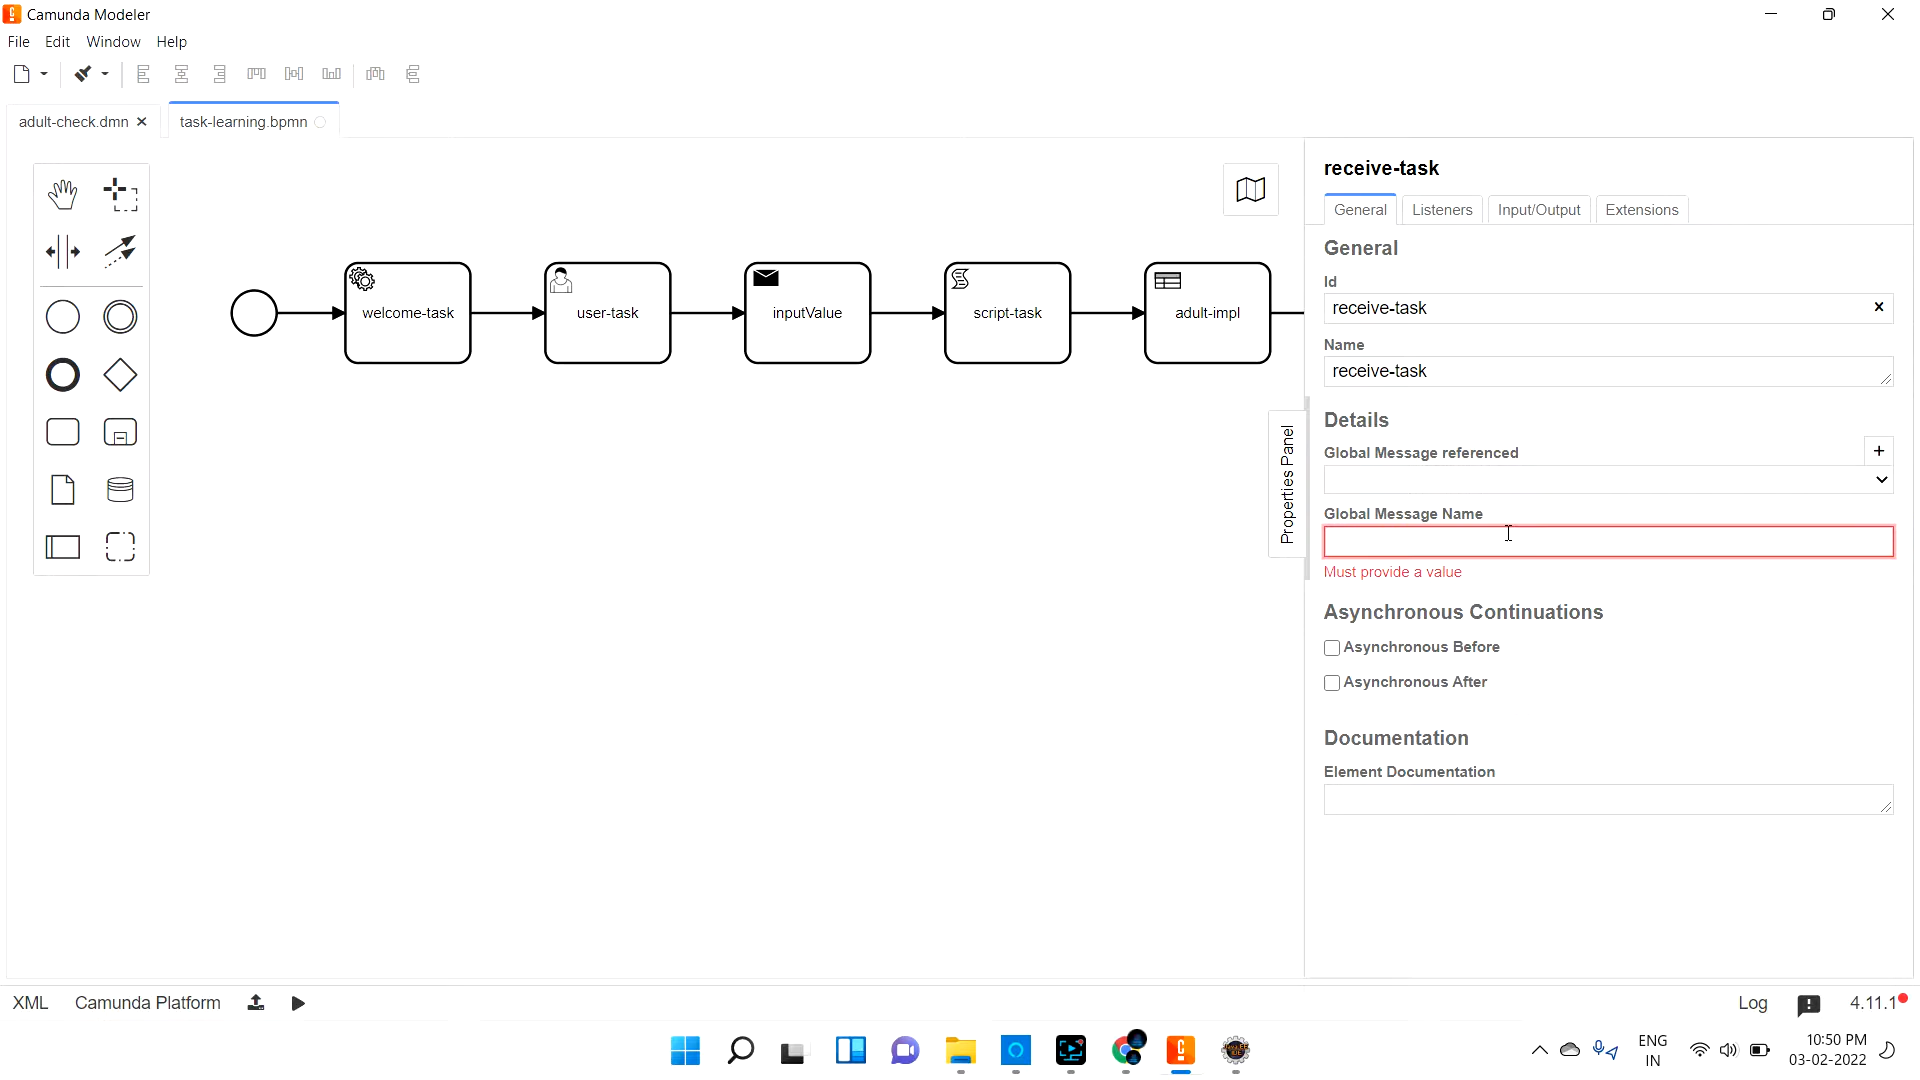 Camunda Modeler
File Edit Window Help
adult-check.dmn task-learning.bpmn
welcome-task
user-task
inputValue
script-task
adult-impl
Properties Panel
receive-task
General Listeners Input/Output Extensions
General
Id
receive-task
Name
receive-task
Details
Global Message referenced
Global Message Name
Must provide a value
Asynchronous Continuations
Asynchronous Before
Asynchronous After
Documentation
Element Documentation
XML Camunda Platform Log 4.11.1
ENG
IN
10:50 PM
03-02-2022